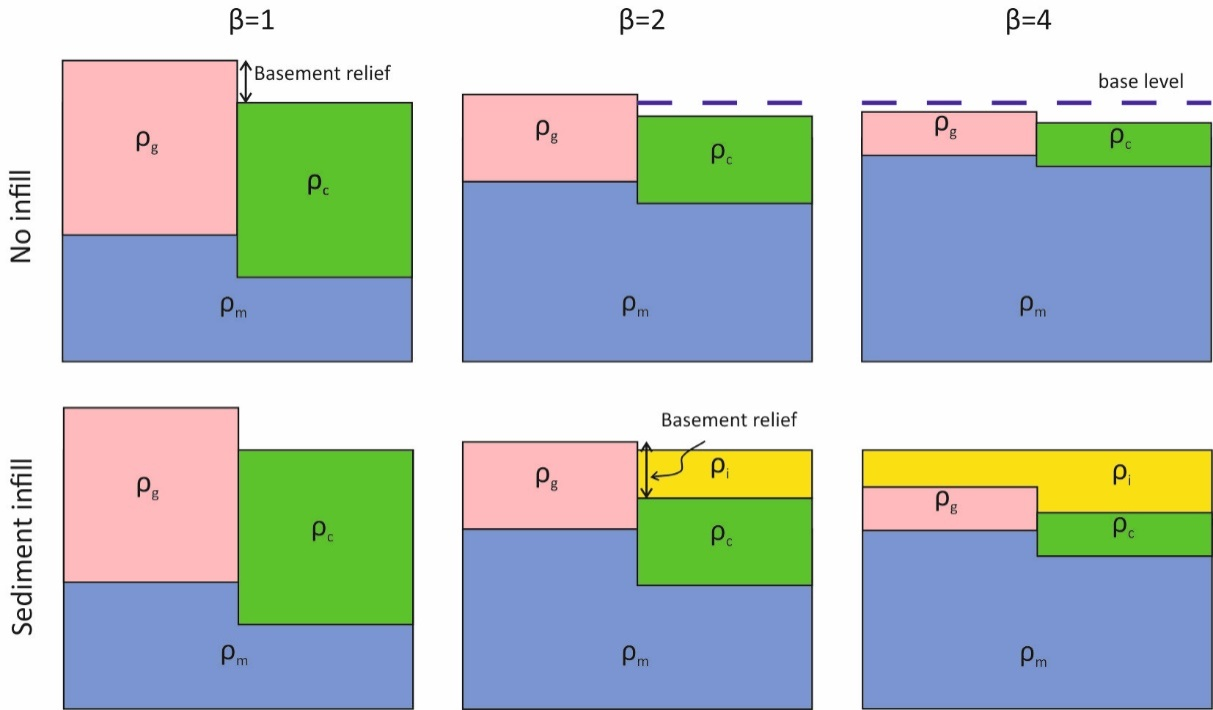 β=1
β=2
β=4
No infill
Basement relief
base level
ρg
ρc
ρm
ρg
ρc
ρm
ρg
ρc
ρm
Sediment infill
Basement relief
ρg
ρc
ρm
ρg
ρi
ρc
ρm
ρi
ρg
ρc
ρm